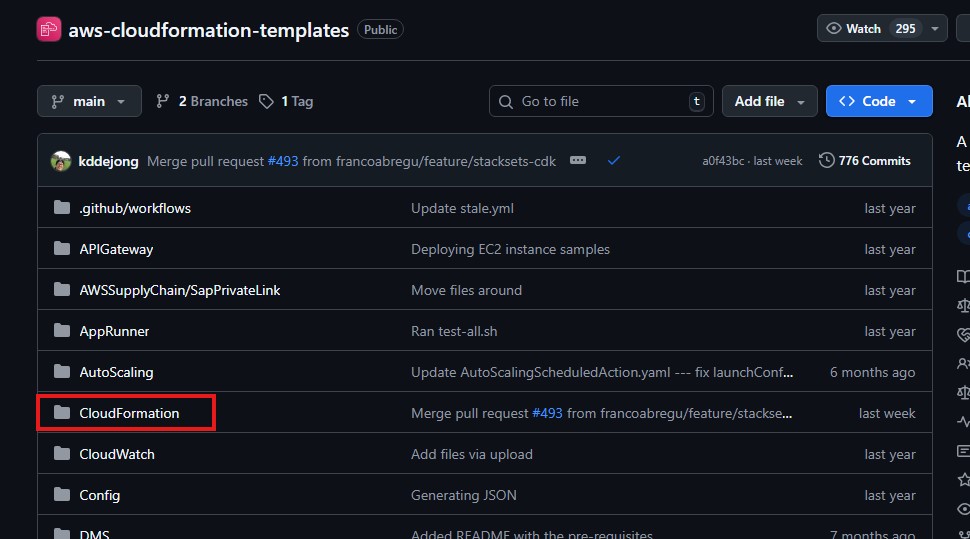 aws-cloudformation-templates Public Watch 295
main 2 Branches 1 Tag Go to file t Add file Code
kddejong Merge pull request #493 from francoabregu/feature/stacksets-cdk a0f43bc · last week 776 Commits
.github/workflows Update stale.yml last year
APIGateway Deploying EC2 instance samples last year
AWSSupplyChain/SapPrivateLink Move files around last year
AppRunner Ran test-all.sh last year
AutoScaling Update AutoScalingScheduledAction.yaml --- fix launchConf... 6 months ago
CloudFormation Merge pull request #493 from francoabregu/feature/stackse... last week
CloudWatch Add files via upload last year
Config Generating JSON last year
DMS Added README with the pre-requisites 7 months ago